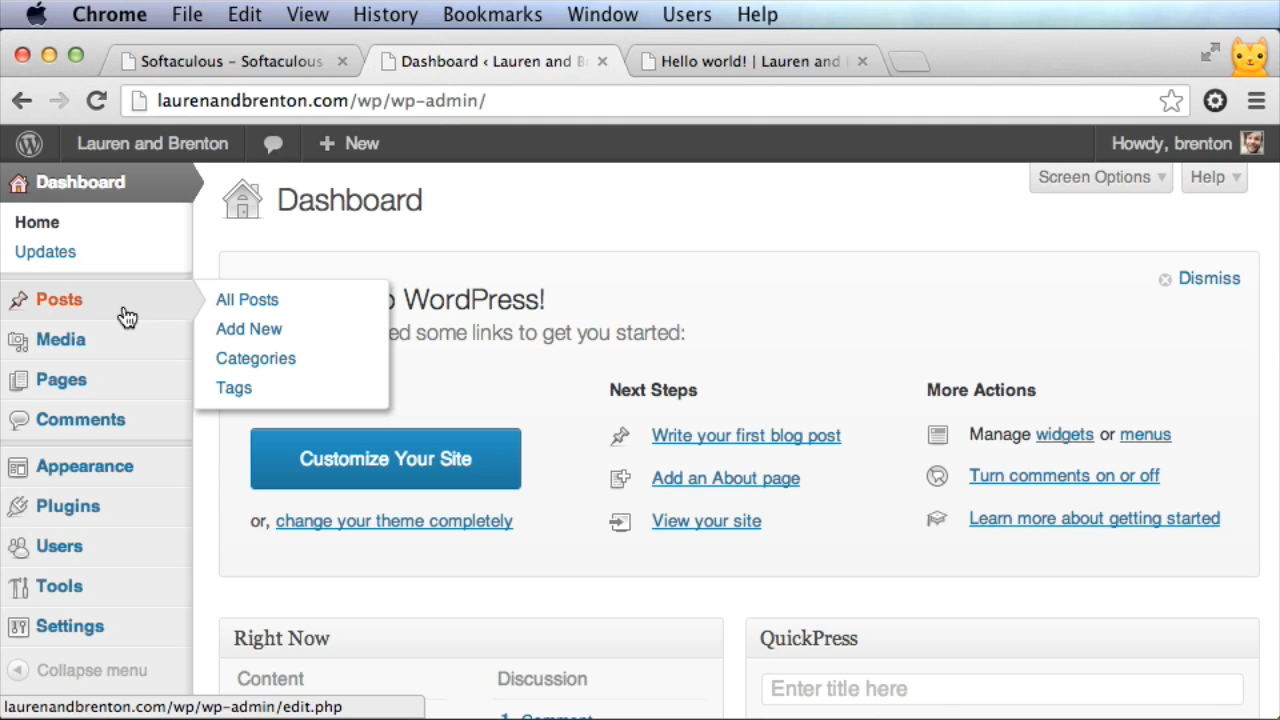 Chrome File Edit View History Bookmarks Window Users Help
Softaculous – Softaculous
Dashboard ‹ Lauren and B
Hello world! | Lauren and
laurenandbrenton.com/wp/wp-admin/
Lauren and Brenton
+ New
Howdy, brenton
Dashboard
Home
Updates
Posts
Media
Pages
Comments
Appearance
Plugins
Users
Tools
Settings
Collapse menu
All Posts
Add New
Categories
Tags
Dashboard
Screen Options
Help
Dismiss
WordPress!
ed some links to get you started:
Customize Your Site
or, change your theme completely
Next Steps
Write your first blog post
Add an About page
View your site
More Actions
Manage widgets or menus
Turn comments on or off
Learn more about getting started
Right Now
Content
Discussion
1 Comment
QuickPress
Enter title here
laurenandbrenton.com/wp/wp-admin/edit.php